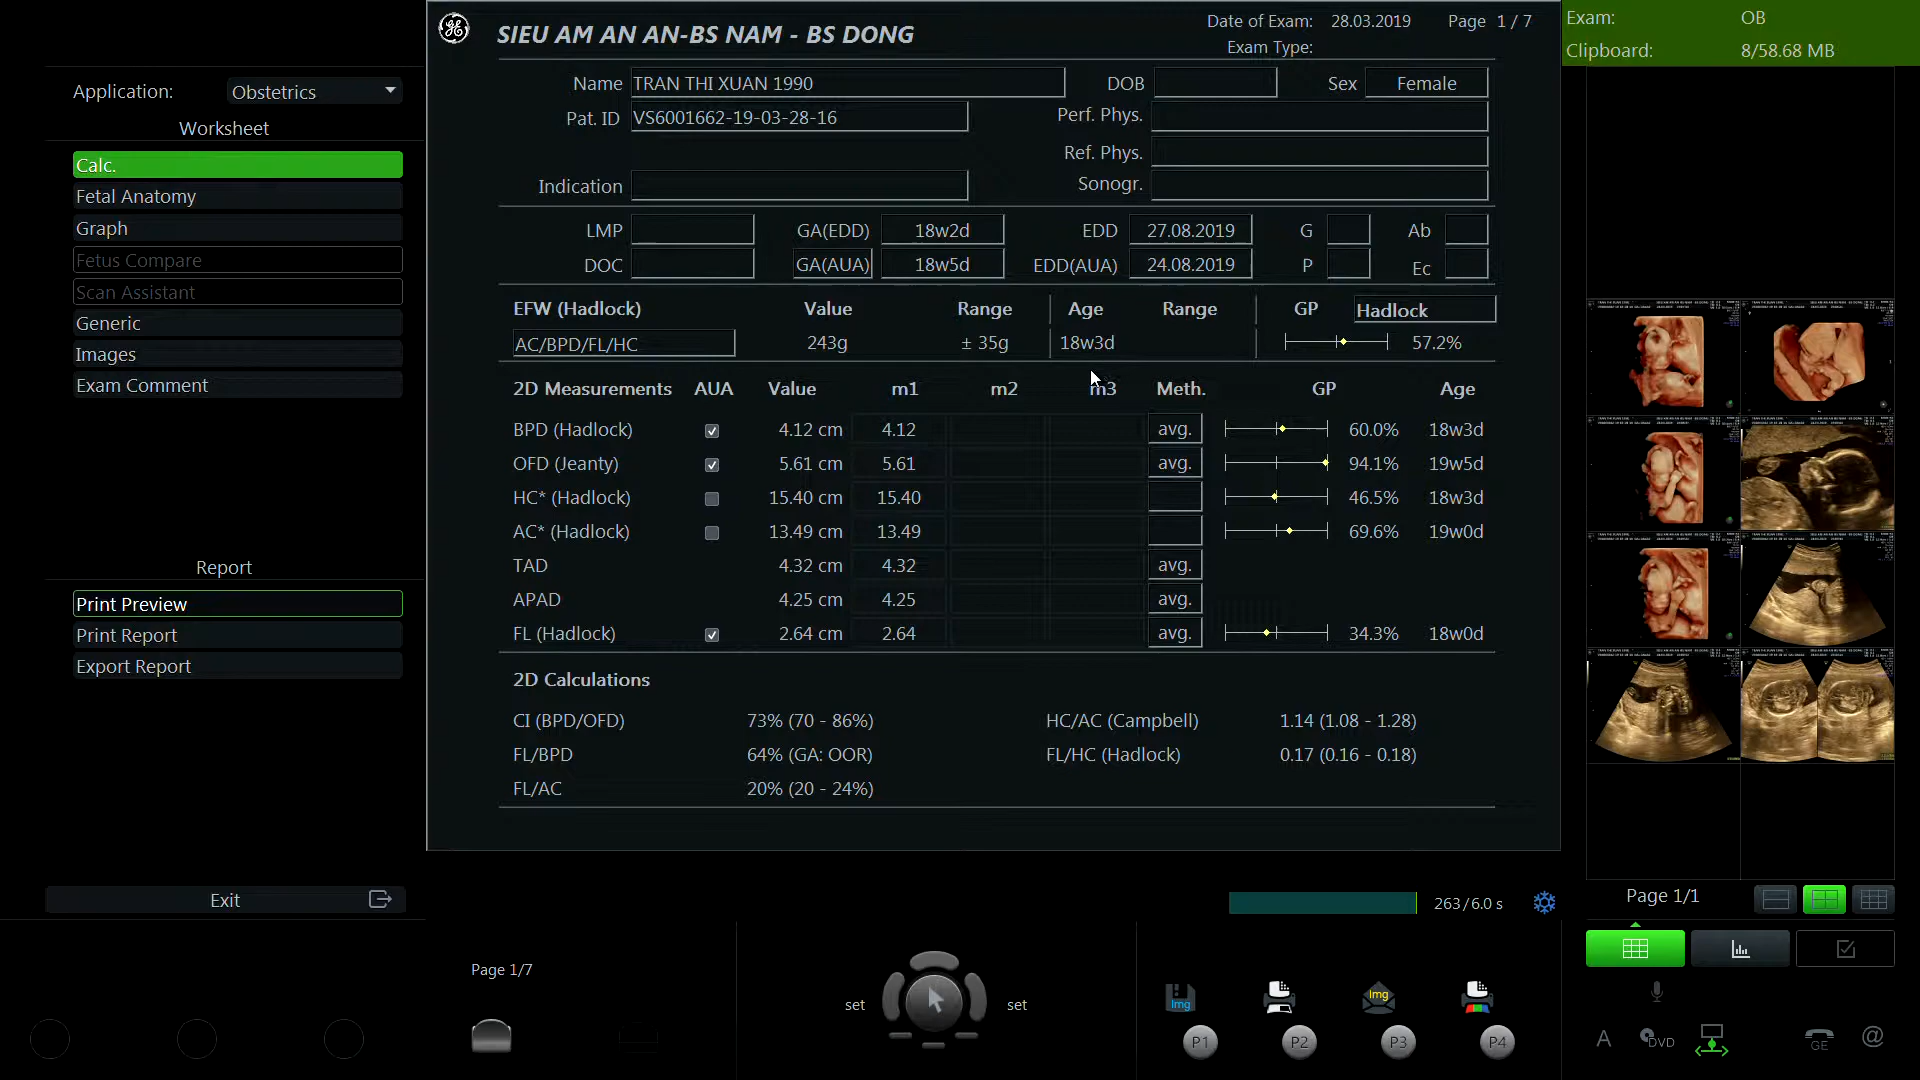 SIEU AM AN AN-BS NAM - BS DONG
Date of Exam: 28.03.2019 Page 1 / 7
Exam Type:
Exam: OB
Clipboard: 8/58.68 MB
Application: Obstetrics
Worksheet
Calc.
Fetal Anatomy
Graph
Fetus Compare
Scan Assistant
Generic
Images
Exam Comment
Report
Print Preview
Print Report
Export Report
Exit
Name TRAN THI XUAN 1990 DOB Sex Female
Pat. ID VS6001662-19-03-28-16 Perf. Phys.
Ref. Phys.
Indication Sonogr.
LMP GA(EDD) 18w2d EDD 27.08.2019 G Ab
DOC GA(AUA) 18w5d EDD(AUA) 24.08.2019 P Ec
EFW (Hadlock) Value Range Age Range GP Hadlock
AC/BPD/FL/HC 243g ± 35g 18w3d 57.2%
2D Measurements AUA Value m1 m2 m3 Meth. GP Age
BPD (Hadlock) 4.12 cm 4.12 avg. 60.0% 18w3d
OFD (Jeanty) 5.61 cm 5.61 avg. 94.1% 19w5d
HC* (Hadlock) 15.40 cm 15.40 46.5% 18w3d
AC* (Hadlock) 13.49 cm 13.49 69.6% 19w0d
TAD 4.32 cm 4.32 avg.
APAD 4.25 cm 4.25 avg.
FL (Hadlock) 2.64 cm 2.64 avg. 34.3% 18w0d
2D Calculations
CI (BPD/OFD) 73% (70 - 86%) HC/AC (Campbell) 1.14 (1.08 - 1.28)
FL/BPD 64% (GA: OOR) FL/HC (Hadlock) 0.17 (0.16 - 0.18)
FL/AC 20% (20 - 24%)
263/6.0 s
Page 1/1
Page 1/7
set set
Img Img
P1 P2 P3 P4
A DVD GE @